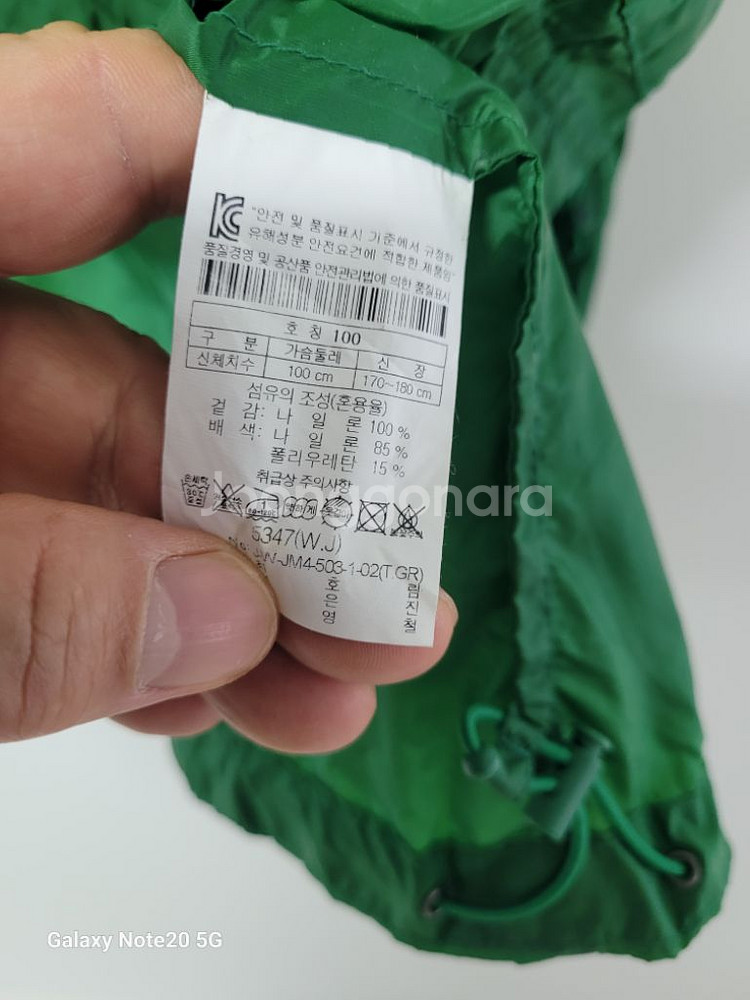 "안전 및 품질표시 기준에서 규정한
유해성분 안전요건에 적합한 제품임"
품질경영 및 공산품 안전관리법에 의한 품질표시
호 칭 100
구 분 가슴둘레 신 장
신체치수 100 cm 170~180 cm
섬유의 조성(혼용율)
겉 감: 나 일 론 100 %
배 색: 나 일 론 85 %
폴리우레탄 15 %
취급상 주의사항
약하게
5347(W.J)
JM4-503-1-02(T.GR)
호은영
림진철
joonggonara
Galaxy Note20 5G